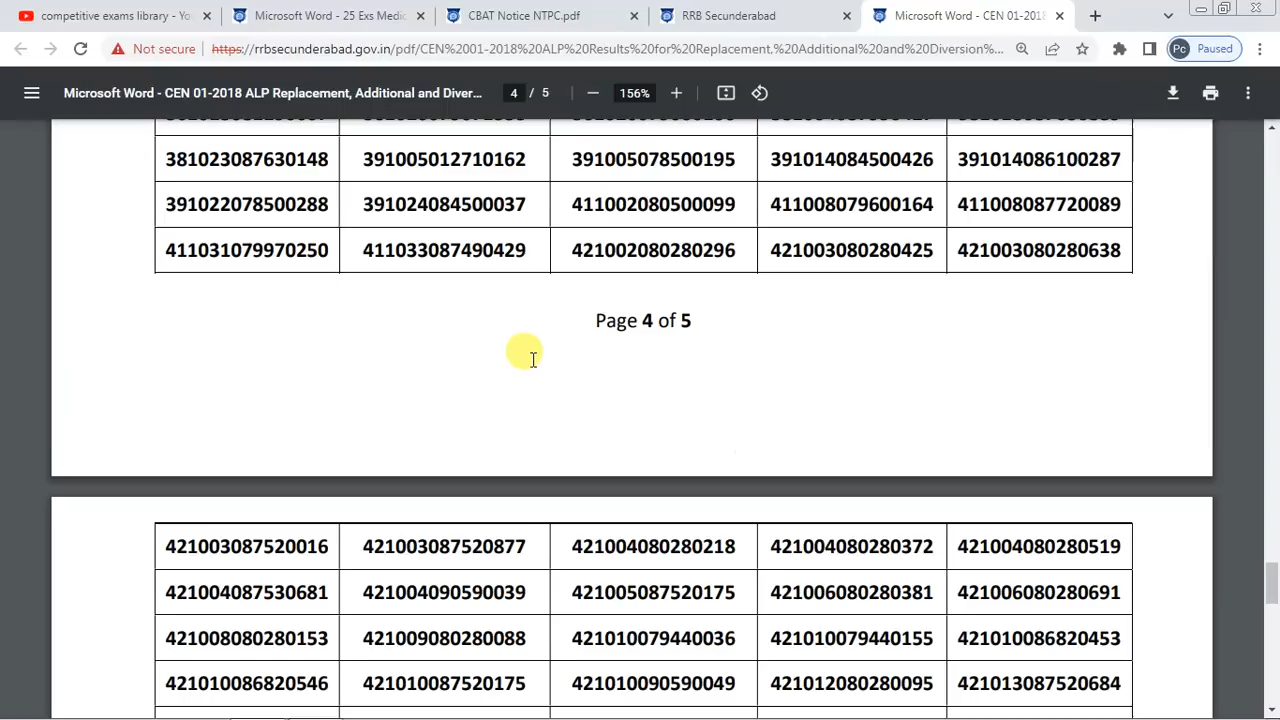 competitive exams library - Yo
Microsoft Word - 25 Exs Medic
CBAT Notice NTPC.pdf
RRB Secunderabad
Microsoft Word - CEN 01-2018
Not secure
https://rrbsecunderabad.gov.in/pdf/CEN%2001-2018%20ALP%20Results%20for%20Replacement,%20Additional%20and%20Diversion%...
Pc Paused
Microsoft Word - CEN 01-2018 ALP Replacement, Additional and Diver... 4 / 5 156%
381023087630148 391005012710162 391005078500195 391014084500426 391014086100287
391022078500288 391024084500037 411002080500099 411008079600164 411008087720089
411031079970250 411033087490429 421002080280296 421003080280425 421003080280638
Page 4 of 5
421003087520016 421003087520877 421004080280218 421004080280372 421004080280519
421004087530681 421004090590039 421005087520175 421006080280381 421006080280691
421008080280153 421009080280088 421010079440036 421010079440155 421010086820453
421010086820546 421010087520175 421010090590049 421012080280095 421013087520684